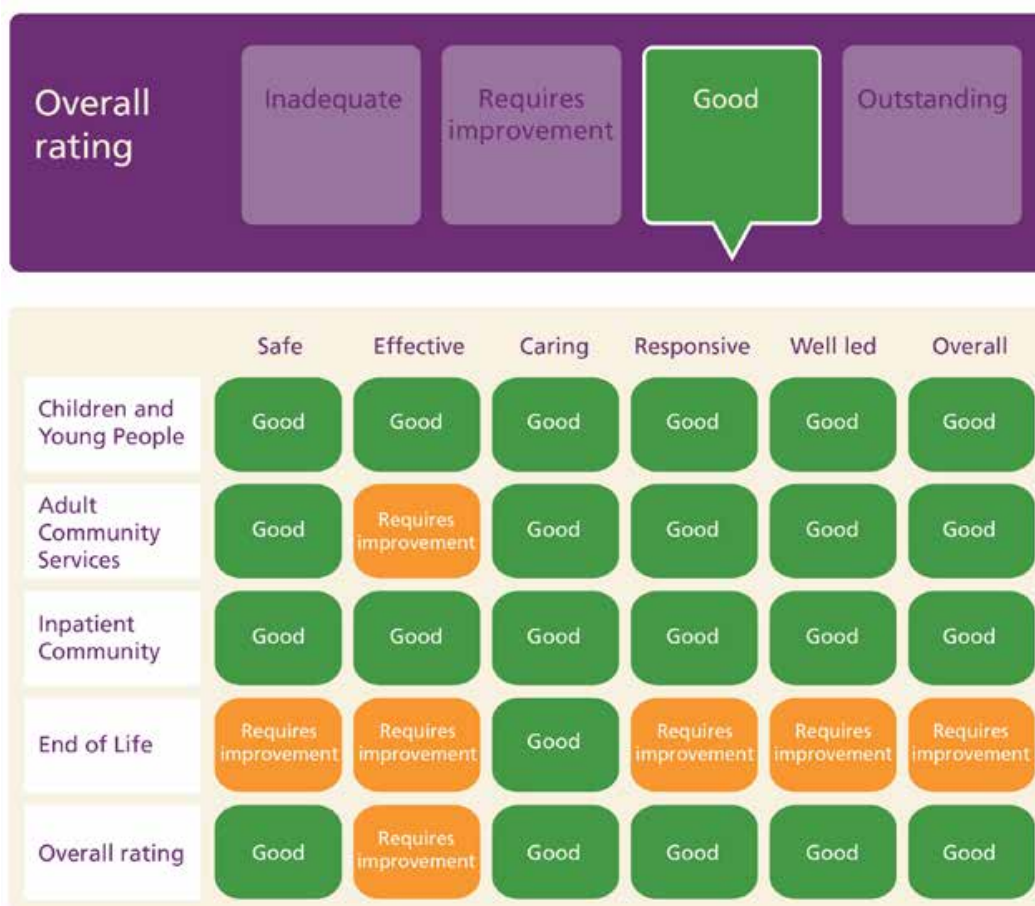 Overall
rating
Inadequate
Requires
improvement
Good
Outstanding
Safe Effective Caring Responsive Well led Overall
Children and
Young People
Good Good Good Good Good Good
Adult
Community
Services
Good
Requires
improvement
Good Good Good Good
Inpatient
Community
Good Good Good Good Good Good
End of Life
Requires
improvement
Requires
improvement
Good
Requires
improvement
Requires
improvement
Requires
improvement
Overall rating
Good
Requires
improvement
Good Good Good Good